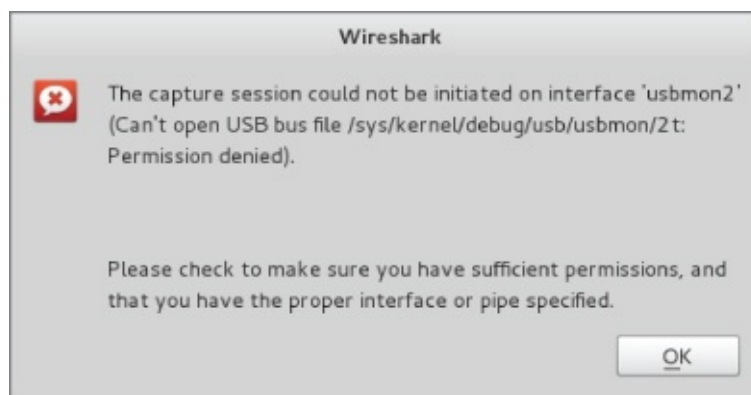 Wireshark
The capture session could not be initiated on interface 'usbmon2'
(Can't open USB bus file /sys/kernel/debug/usb/usbmon/2t:
Permission denied).
Please check to make sure you have sufficient permissions, and
that you have the proper interface or pipe specified.
OK